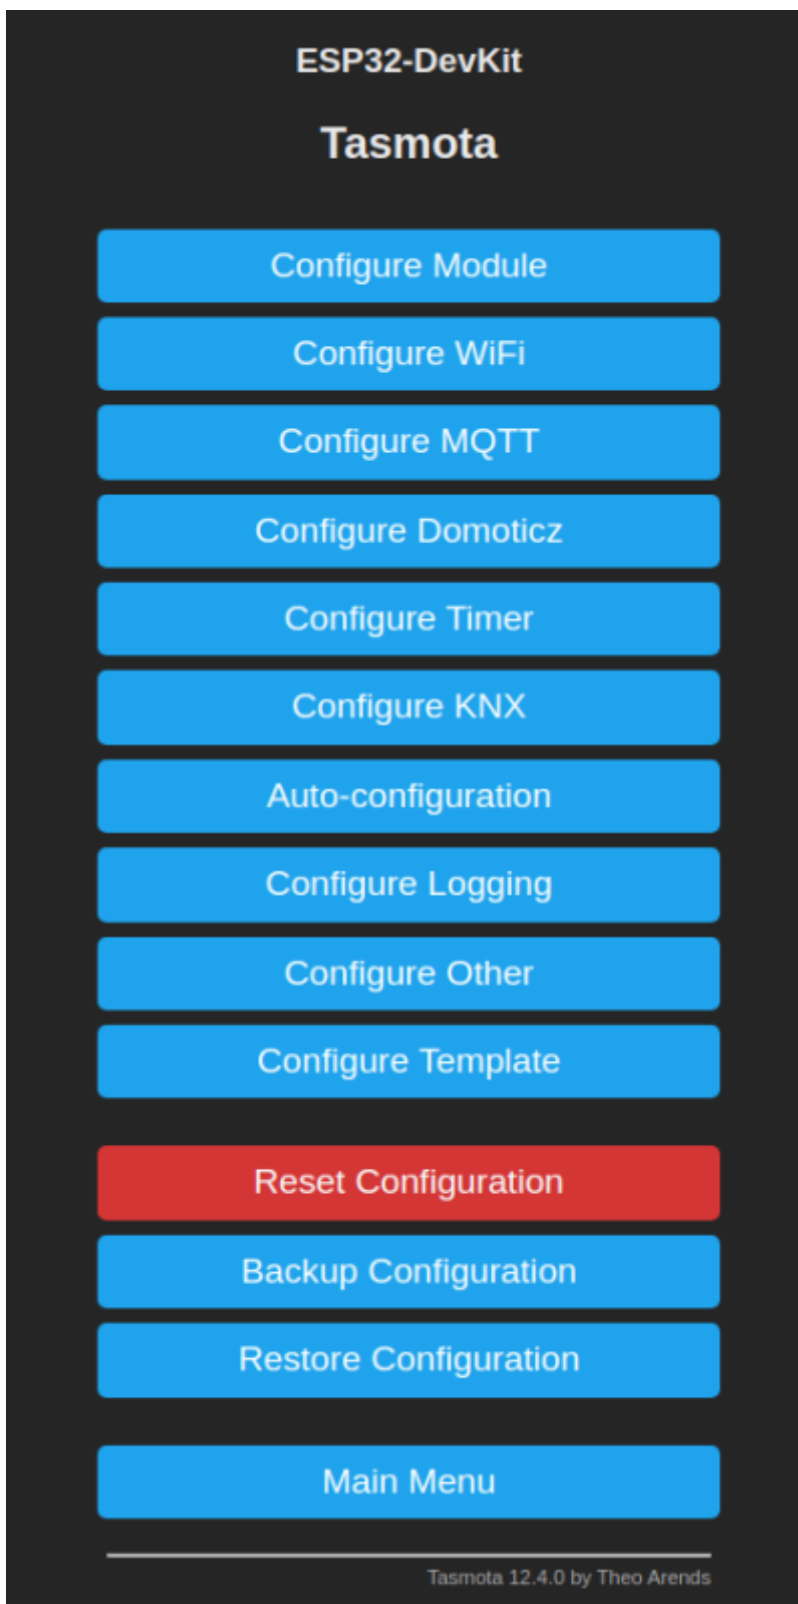 ESP32-DevKit
Tasmota
Configure Module
Configure WiFi
Configure MQTT
Configure Domoticz
Configure Timer
Configure KNX
Auto-configuration
Configure Logging
Configure Other
Configure Template
Reset Configuration
Backup Configuration
Restore Configuration
Main Menu
Tasmota 12.4.0 by Theo Arends